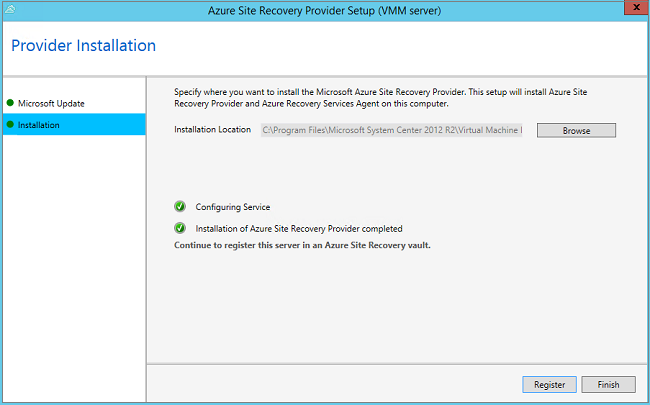 Azure Site Recovery Provider Setup (VMM server)
Provider Installation
Microsoft Update
Installation
Specify where you want to install the Microsoft Azure Site Recovery Provider. This setup will install Azure Site
Recovery Provider and Azure Recovery Services Agent on this computer.
Installation Location
C:\Program Files\Microsoft System Center 2012 R2\Virtual Machine
Browse
Configuring Service
Installation of Azure Site Recovery Provider completed
Continue to register this server in an Azure Site Recovery vault.
Register
Finish